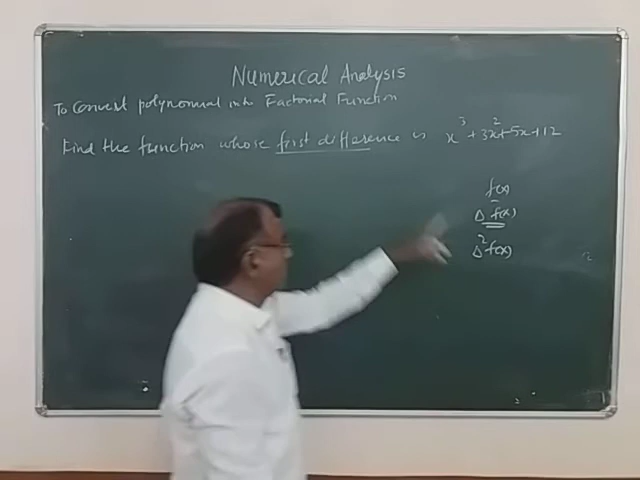 Numerical Analysis
To Convert polynomial into Factorial Function
Find the function whose first difference is x³+3x²+5x+12
f(x)
Δ f(x)
Δ² f(x)